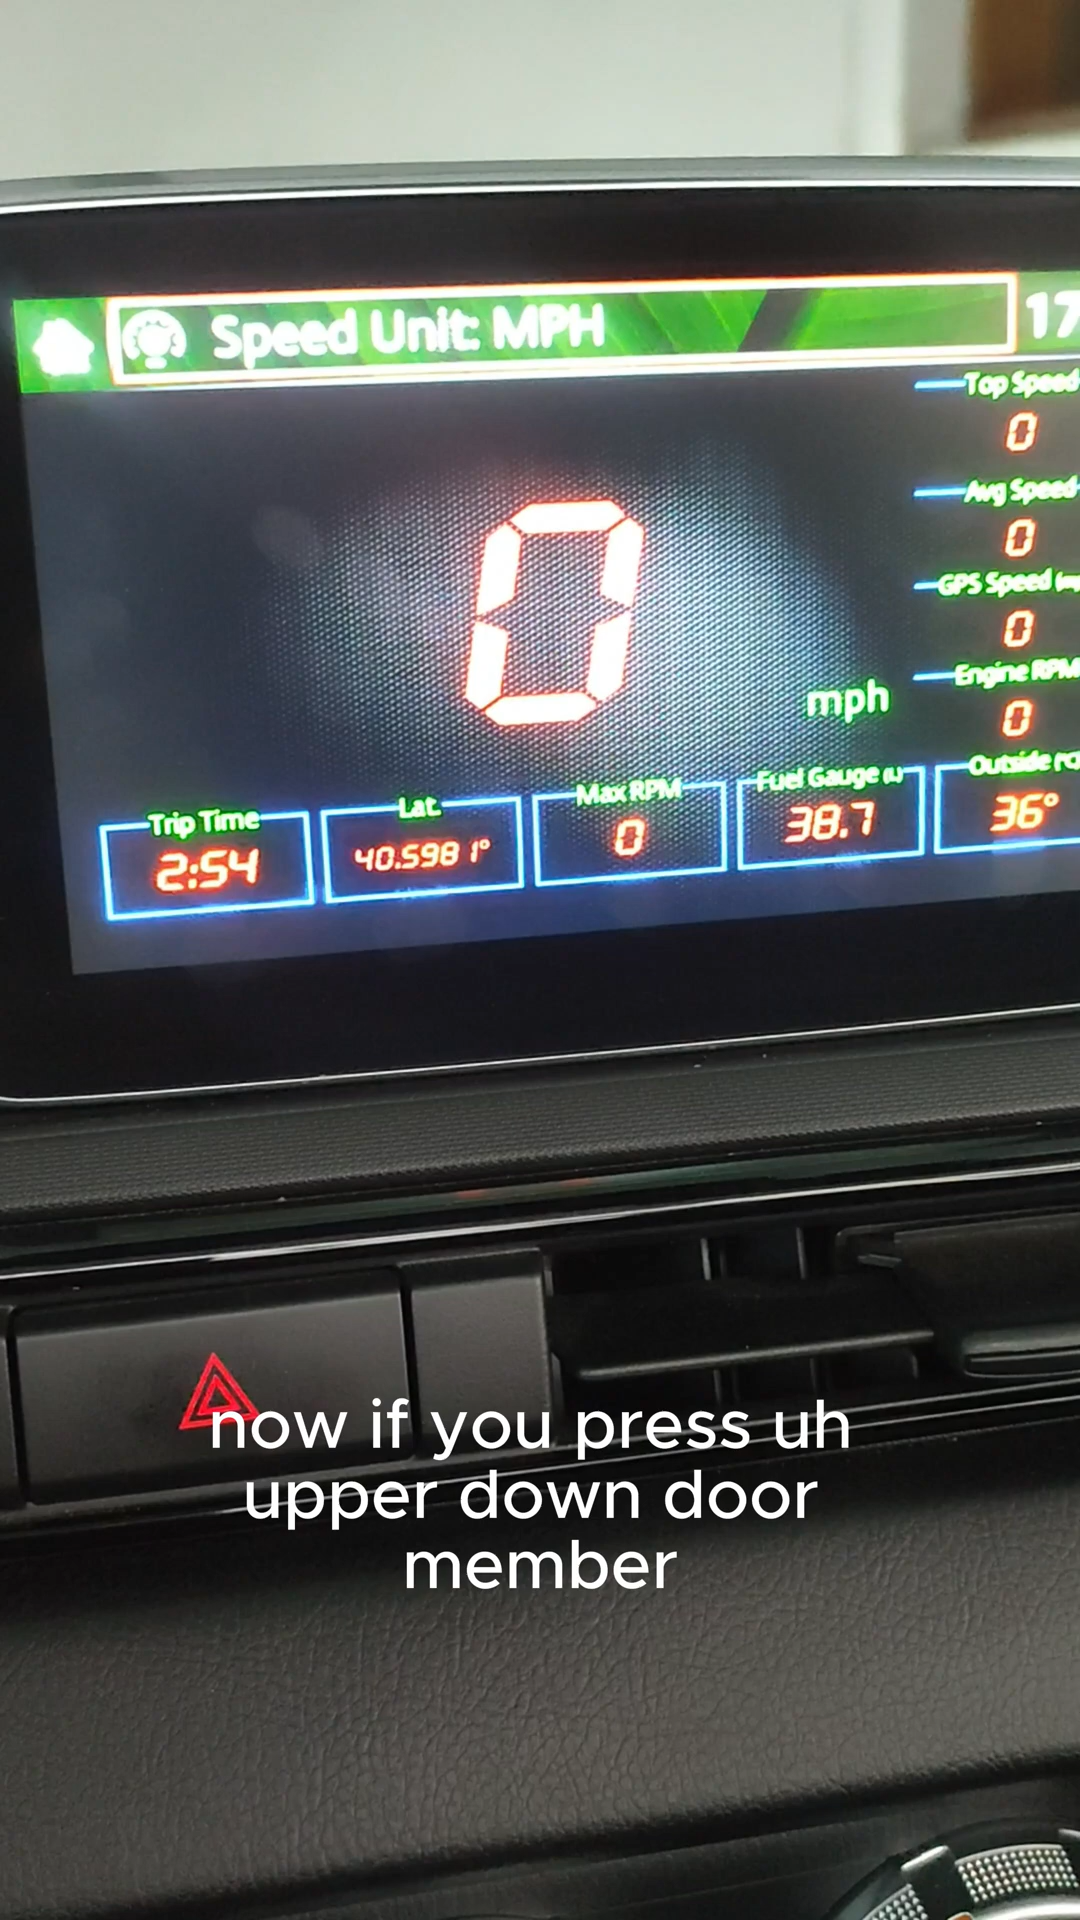 Speed Unit: MPH
17
Top Speed
0
Avg Speed
0
GPS Speed
0
Engine RPM
0
0
mph
Trip Time
2:54
Lat.
40.5981°
Max RPM
0
Fuel Gauge (L)
38.7
Outside (°C
36°
now if you press uh
upper down door
member